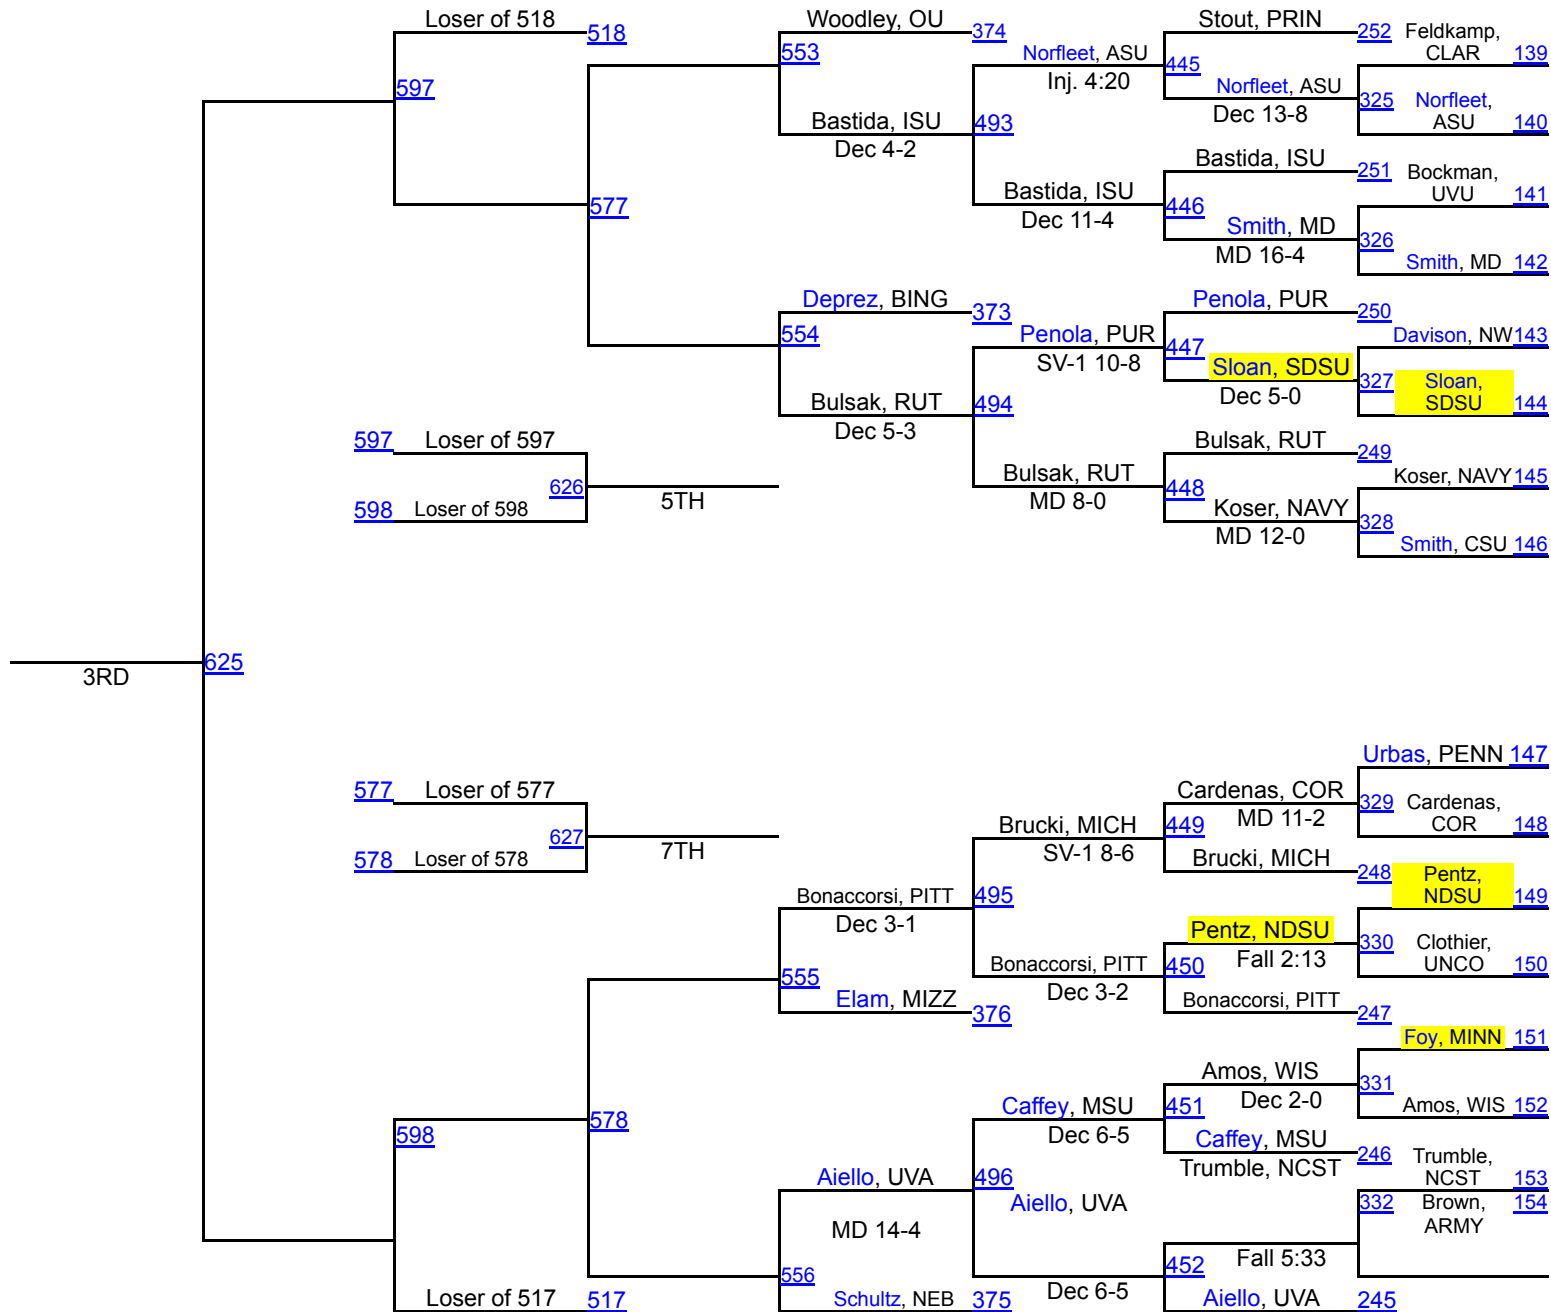 Loser of 518
518
Woodley, OU
374
Stout, PRIN
252
Feldkamp,
CLAR
139
553
Norfleet, ASU
Inj. 4:20
445
597
Norfleet, ASU
Dec 13-8
325
Norfleet,
ASU
140
Bastida, ISU
Dec 4-2
493
Bastida, ISU
251
Bockman,
UVU
141
577
Bastida, ISU
Dec 11-4
446
Smith, MD
MD 16-4
326
Smith, MD
142
Deprez, BING
373
Penola, PUR
250
554
Penola, PUR
SV-1 10-8
447
Davison, NW
143
Sloan, SDSU
Dec 5-0
327
Sloan,
SDSU
144
Bulsak, RUT
Dec 5-3
494
597
Loser of 597
Bulsak, RUT
249
626
5TH
Bulsak, RUT
MD 8-0
448
Koser, NAVY
145
598
Loser of 598
Koser, NAVY
MD 12-0
328
Smith, CSU
146
3RD
625
Urbas, PENN
147
577
Loser of 577
Cardenas, COR
MD 11-2
329
Cardenas,
COR
148
627
7TH
Brucki, MICH
SV-1 8-6
449
578
Loser of 578
Brucki, MICH
248
Pentz,
NDSU
149
Bonaccorsi, PITT
Dec 3-1
495
Pentz, NDSU
Fall 2:13
330
Clothier,
UNCO
150
555
Bonaccorsi, PITT
Dec 3-2
450
Elam, MIZZ
376
Bonaccorsi, PITT
247
Foy, MINN
151
Amos, WIS
Dec 2-0
331
Amos, WIS
152
598
578
Caffey, MSU
Dec 6-5
451
Caffey, MSU
246
Trumble, NCST
Trumble,
NCST
153
Aiello, UVA
MD 14-4
496
Aiello, UVA
332
Brown,
ARMY
154
556
Dec 6-5
452
Fall 5:33
Loser of 517
517
Schultz, NEB
375
Aiello, UVA
245